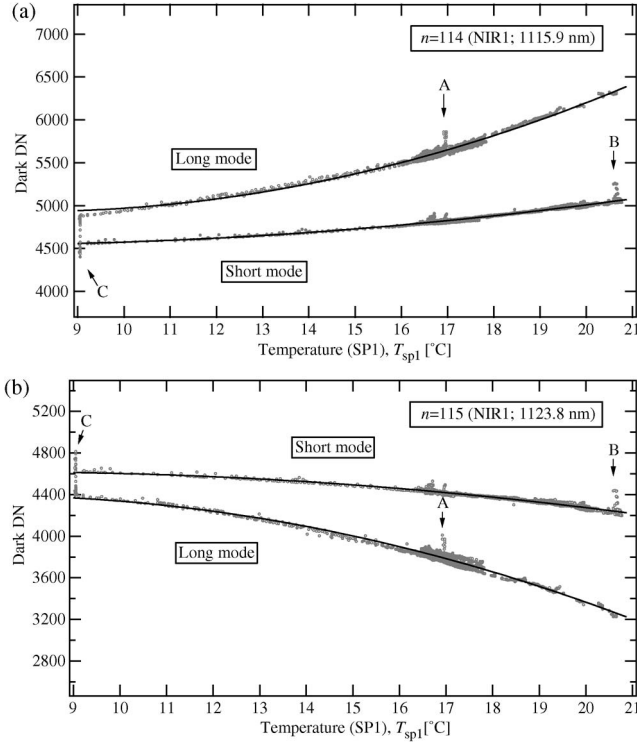 (a)
n=114 (NIR1; 1115.9 nm)
7000
6500
6000
5500
5000
4500
4000
Dark DN
A
B
C
Long mode
Short mode
9 10 11 12 13 14 15 16 17 18 19 20 21
Temperature (SP1), Tsp1 [°C]
(b)
n=115 (NIR1; 1123.8 nm)
5200
4800
4400
4000
3600
3200
2800
Dark DN
C
Short mode
B
A
Long mode
9 10 11 12 13 14 15 16 17 18 19 20 21
Temperature (SP1), Tsp1 [°C]